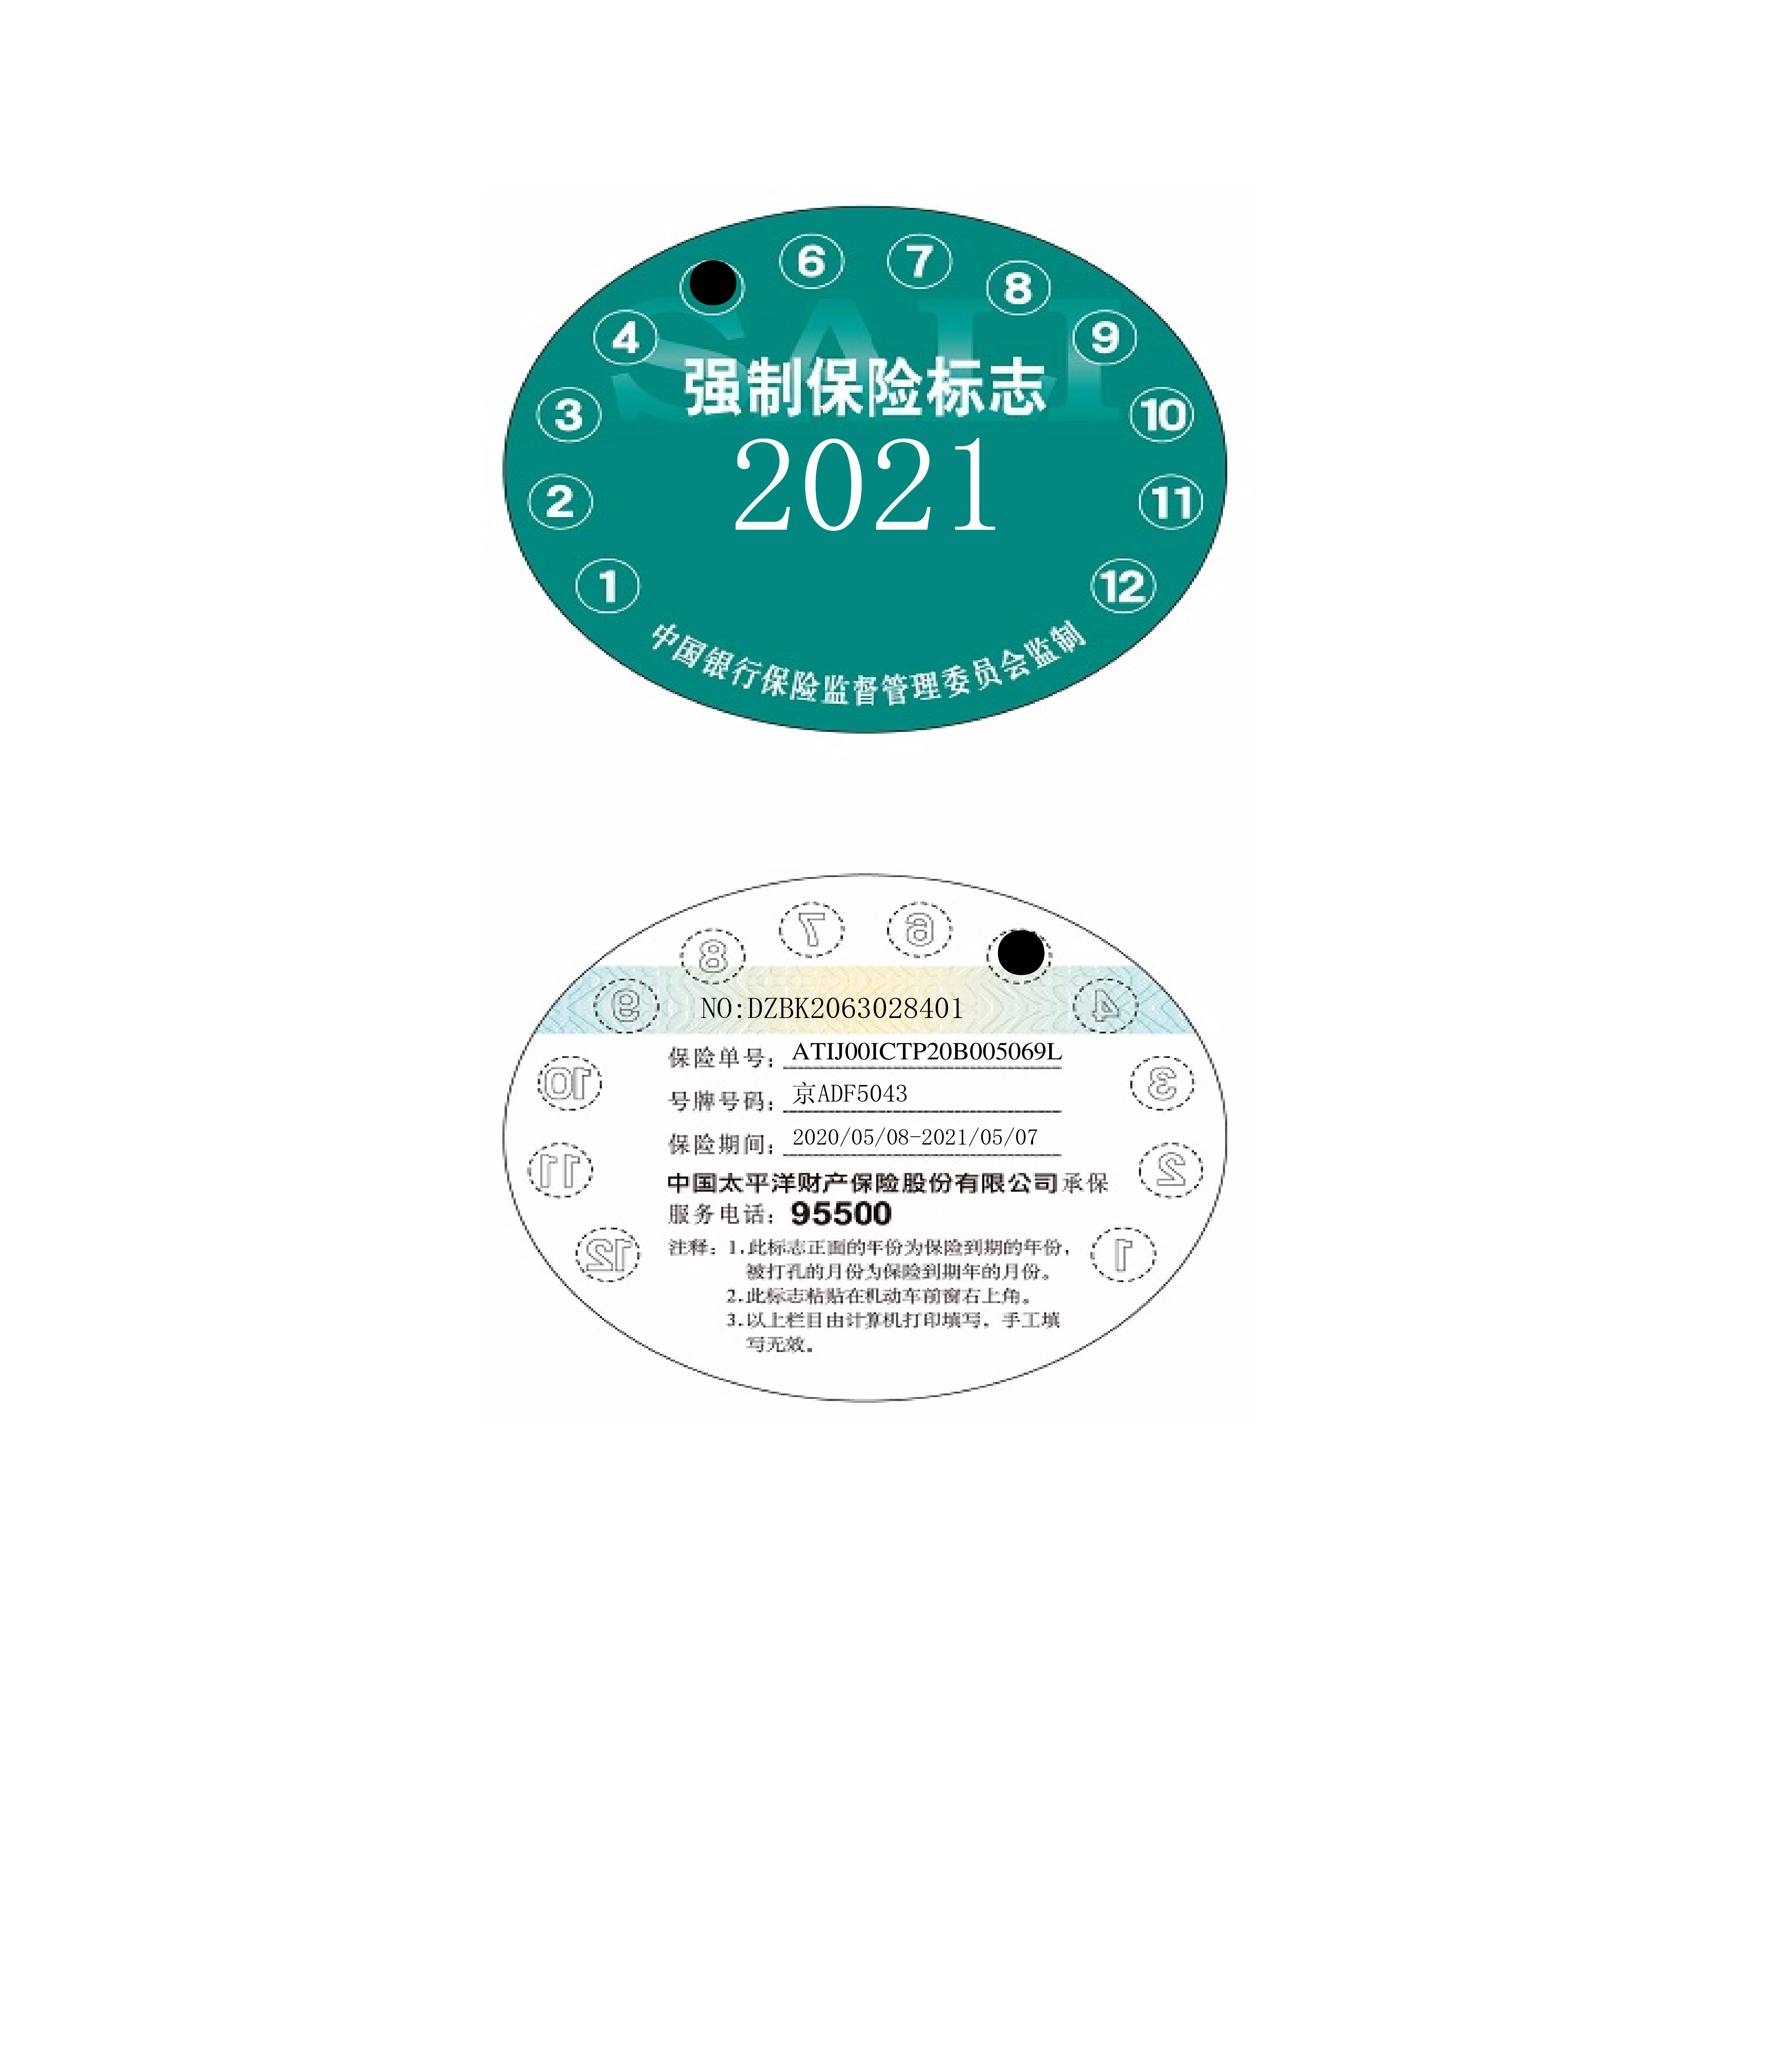 6 7
8
4 9
SALI
强制保险标志
3 10
2021
2 11
1 12
中国银行保险监督管理委员会监制
7 6
8
9 NO:DZBK2063028401 4
保险单号: ATIJ00ICTP20B005069L
10 3
号牌号码: 京ADF5043
保险期间: 2020/05/08-2021/05/07
11 2
中国太平洋财产保险股份有限公司承保
服务电话: 95500
12 1
注释: 1.此标志正面的年份为保险到期的年份,
被打孔的月份为保险到期年的月份。
2.此标志粘贴在机动车前窗右上角。
3.以上栏目由计算机打印填写, 手工填
写无效。